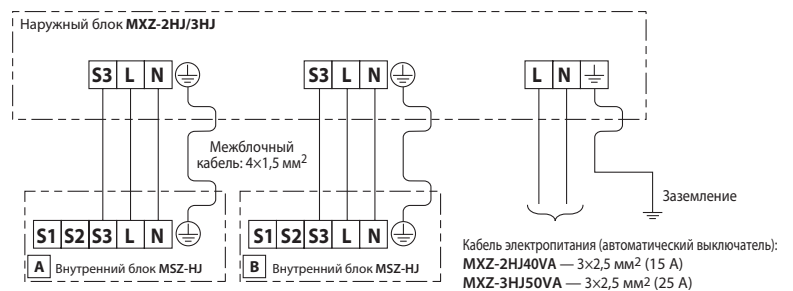 Наружный блок MXZ-2HJ/3HJ
S3 L N
S3 L N
L N
Межблочный
кабель: 4×1,5 мм²
Заземление
S1 S2 S3 L N
S1 S2 S3 L N
A Внутренний блок MSZ-HJ
B Внутренний блок MSZ-HJ
Кабель электропитания (автоматический выключатель):
MXZ-2HJ40VA — 3×2,5 мм² (15 А)
MXZ-3HJ50VA — 3×2,5 мм² (25 А)